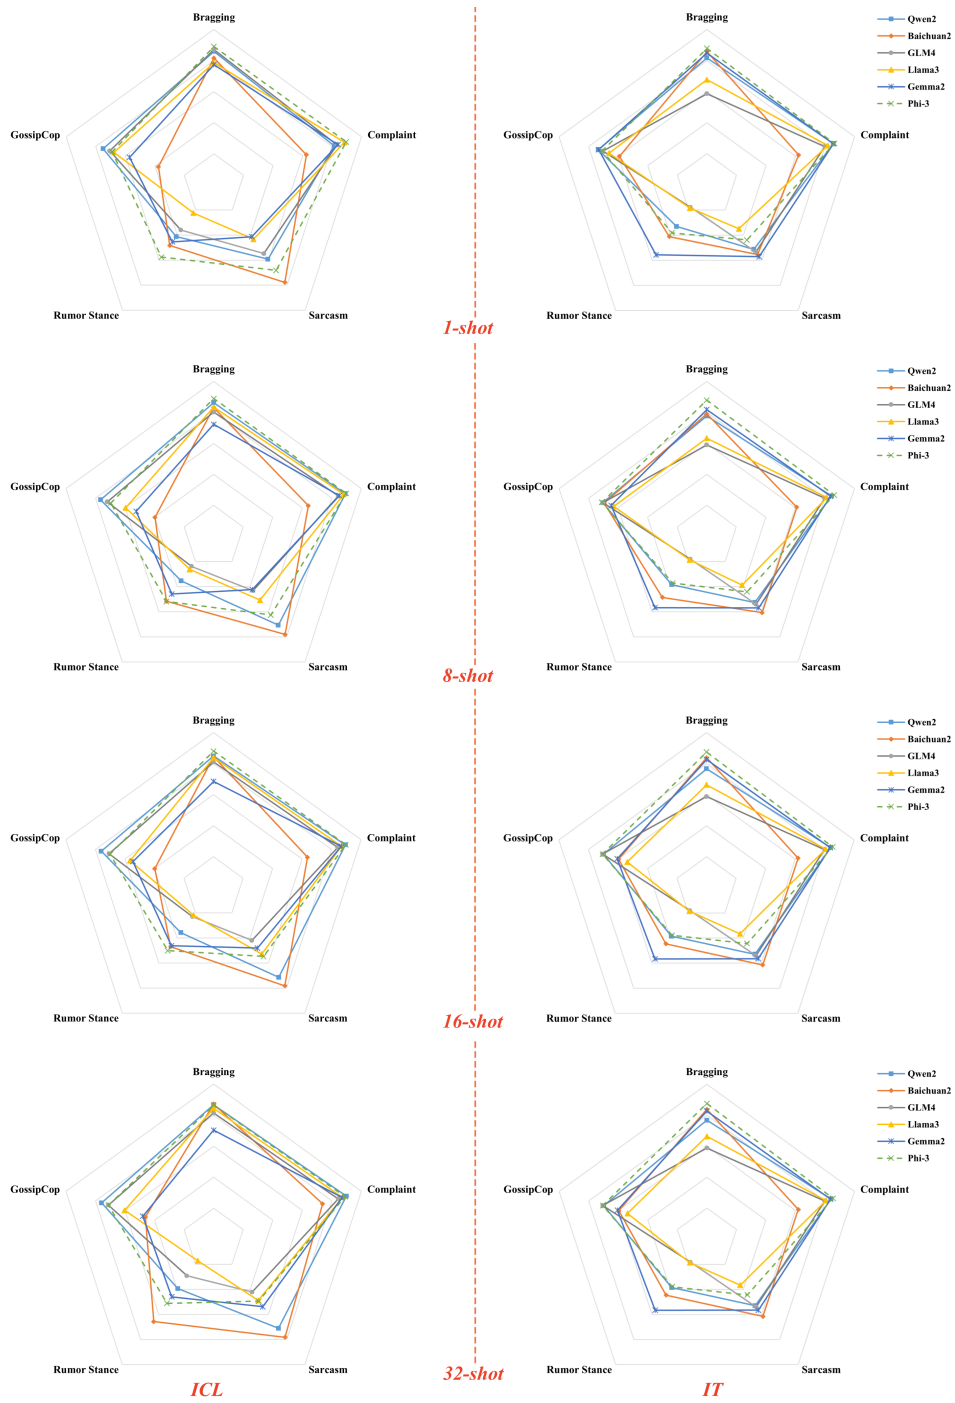 Bragging
Bragging
Qwen2
Baichuan2
GLM4
Llama3
Gemma2
Phi-3
GossipCop
Complaint
GossipCop
Complaint
Rumor Stance
Sarcasm
Rumor Stance
Sarcasm
1-shot
Bragging
Bragging
Qwen2
Baichuan2
GLM4
Llama3
Gemma2
Phi-3
GossipCop
Complaint
GossipCop
Complaint
Rumor Stance
Sarcasm
Rumor Stance
Sarcasm
8-shot
Bragging
Bragging
Qwen2
Baichuan2
GLM4
Llama3
Gemma2
Phi-3
GossipCop
Complaint
GossipCop
Complaint
Rumor Stance
Sarcasm
Rumor Stance
Sarcasm
16-shot
Bragging
Bragging
Qwen2
Baichuan2
GLM4
Llama3
Gemma2
Phi-3
GossipCop
Complaint
GossipCop
Complaint
Rumor Stance
Sarcasm
Rumor Stance
Sarcasm
32-shot
ICL
IT